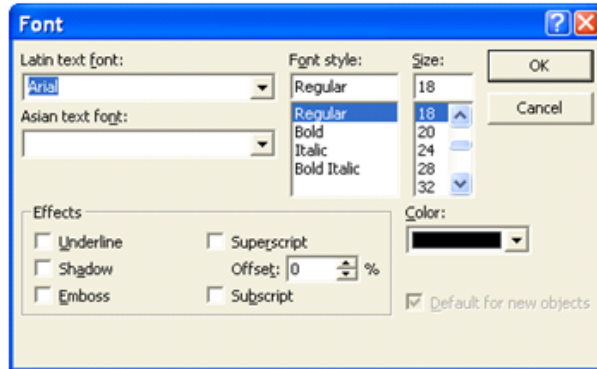 Font
Latin text font:
Arial
Asian text font:
Font style:
Regular
Regular
Bold
Italic
Bold Italic
Size:
18
18
20
24
28
32
OK
Cancel
Effects
Underline
Shadow
Emboss
Superscript
Offset: 0 %
Subscript
Color:
Default for new objects